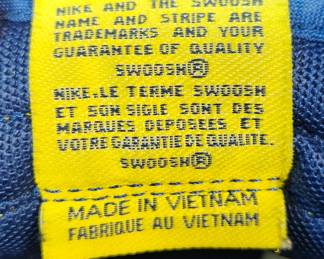 NIKE AND THE SWOOSH
NAME AND STRIPE ARE
TRADEMARKS AND YOUR
GUARANTEE OF QUALITY
SWOOSH®
NIKE.LE TERME SWOOSH
ET SON SIGLE SONT DES
MARQUES DEPOSEES ET
VOTRE GARANTIE DE QUALITE.
SWOOSH®
MADE IN VIETNAM
FABRIQUE AU VIETNAM